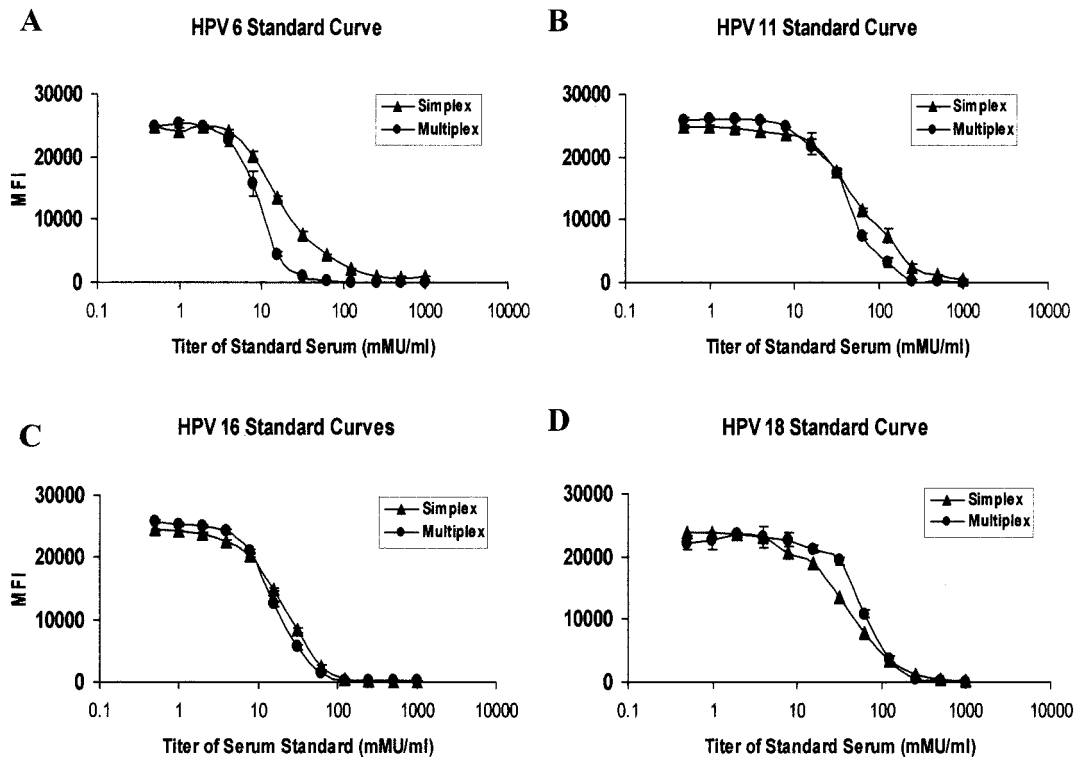 A
HPV 6 Standard Curve
30000
20000
10000
0
MFI
Simplex
Multiplex
0.1 1 10 100 1000 10000
Titer of Standard Serum (mMU/ml)
B
HPV 11 Standard Curve
30000
20000
10000
0
Simplex
Multiplex
0.1 1 10 100 1000 10000
Titer of Standard Serum (mMU/ml)
C
HPV 16 Standard Curves
30000
20000
10000
0
MFI
Simplex
Multiplex
0.1 1 10 100 1000 10000
Titer of Serum Standard (mMU/ml)
D
HPV 18 Standard Curve
30000
20000
10000
0
Simplex
Multiplex
0.1 1 10 100 1000 10000
Titer of Standard Serum (mMU/ml)